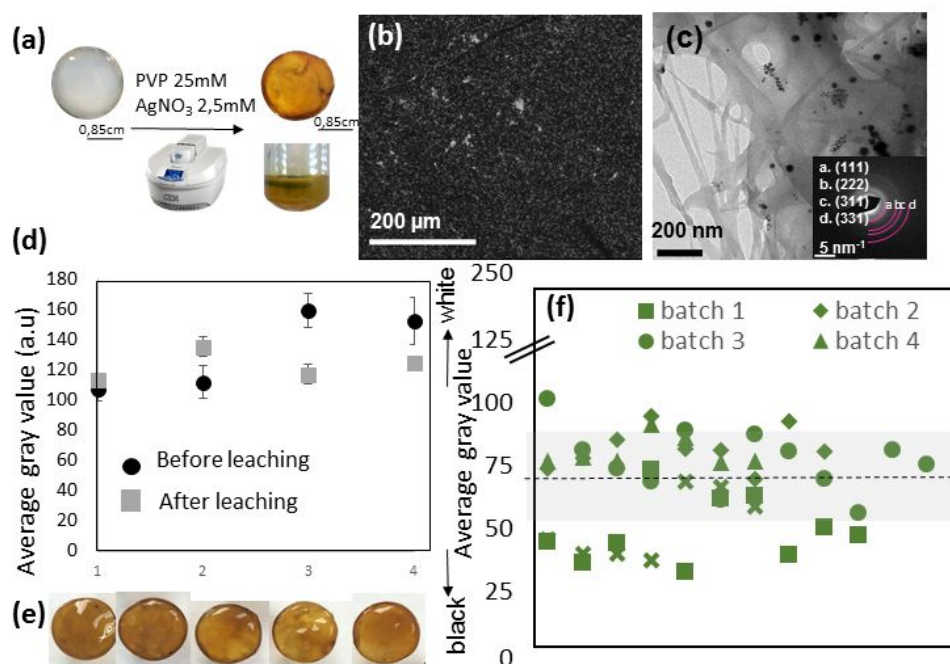 (a)
PVP 25mM
AgNO₃ 2,5mM
0,85cm
0,85cm
(b)
200 µm
(c)
a. (111)
b. (222)
c. (311)
d. (331)
a b c d
200 nm
5 nm⁻¹
(d)
Average gray value (a.u)
180
160
140
120
100
80
60
40
20
0
Before leaching
After leaching
1 2 3 4
white
black
(e)
(f)
Average gray value
250
125
100
75
50
25
0
batch 1 batch 2
batch 3 batch 4